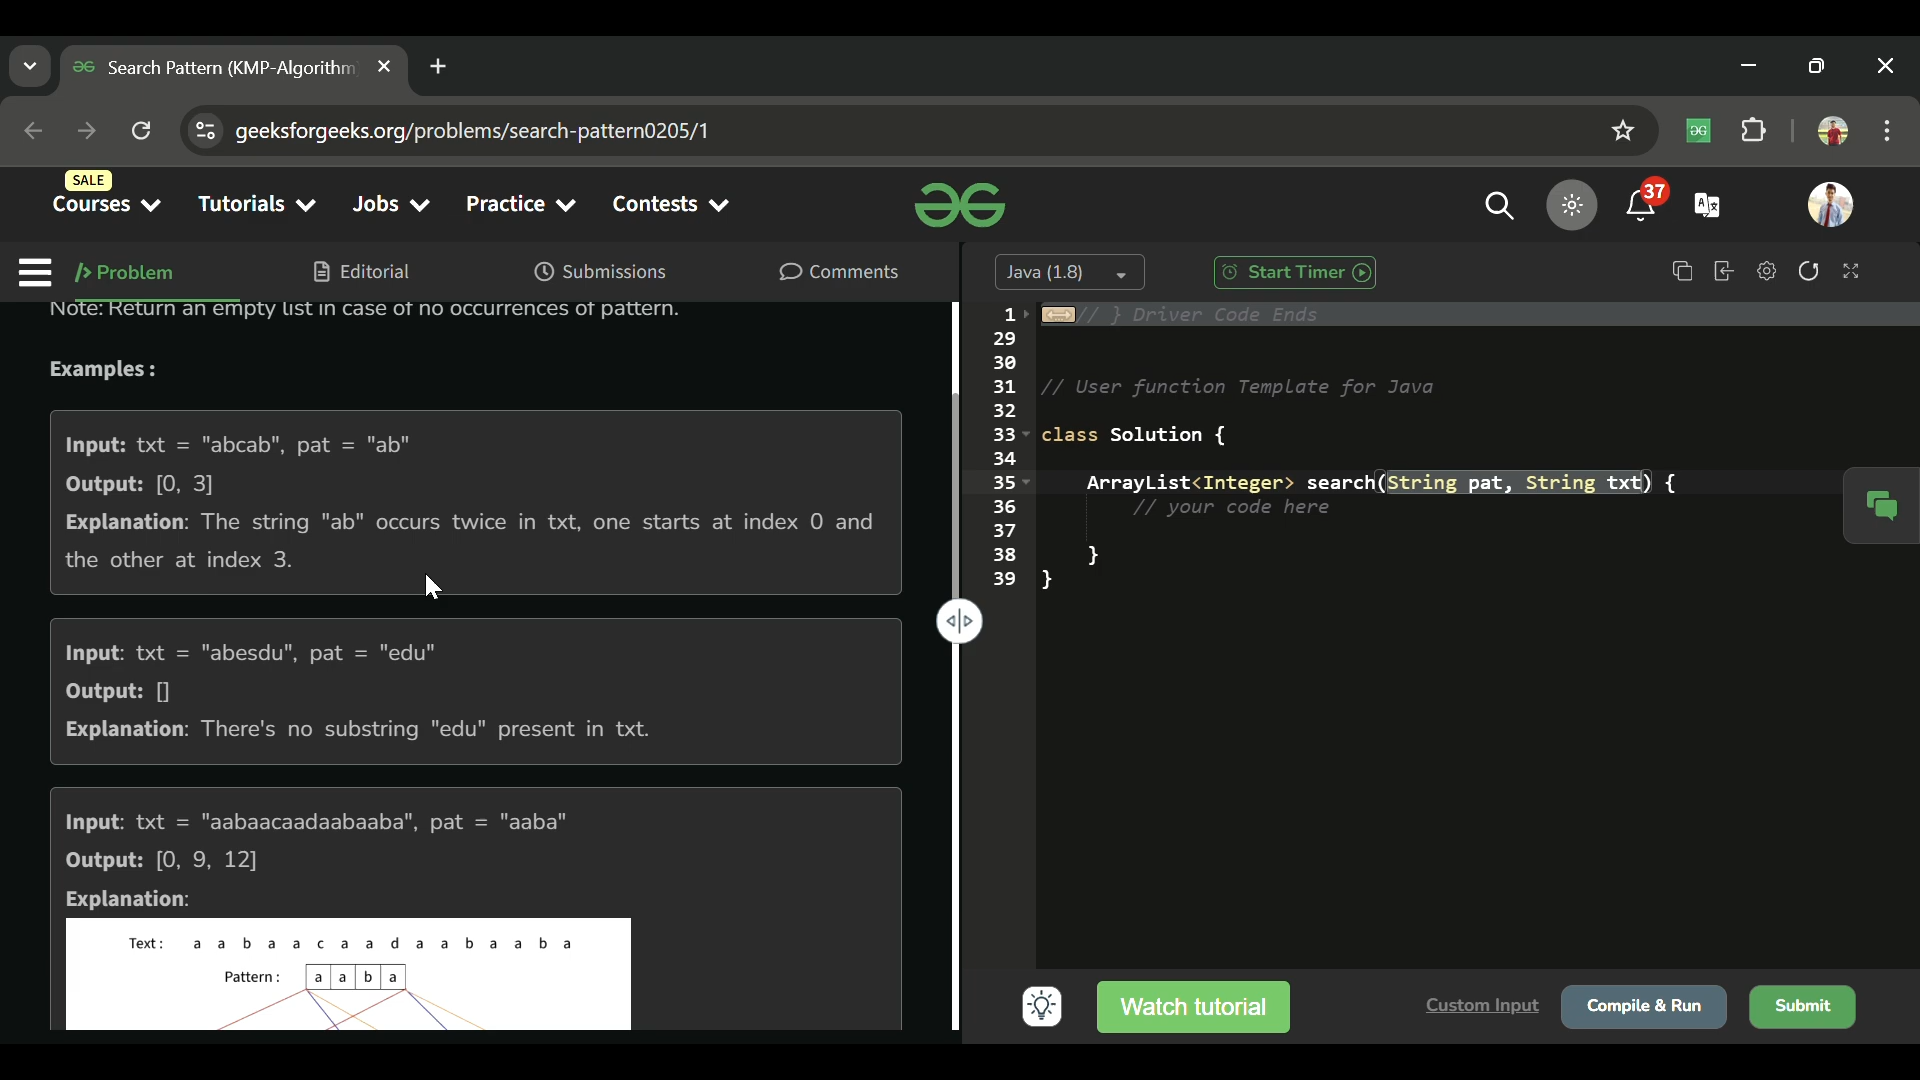 Search Pattern (KMP-Algorithm)
geeksforgeeks.org/problems/search-pattern0205/1
SALE
Courses Tutorials Jobs Practice Contests
37
Problem Editorial Submissions Comments
Note: Return an empty list in case of no occurrences of pattern.
Examples :
Input: txt = "abcab", pat = "ab"
Output: [0, 3]
Explanation: The string "ab" occurs twice in txt, one starts at index 0 and
the other at index 3.
Input: txt = "abesdu", pat = "edu"
Output: []
Explanation: There's no substring "edu" present in txt.
Input: txt = "aabaacaadaabaaba", pat = "aaba"
Output: [0, 9, 12]
Explanation:
Text : a a b a a c a a d a a b a a b a
Pattern : a a b a
Java (1.8) Start Timer
1 // } Driver Code Ends
29
30
31 // User function Template for Java
32
33 class Solution {
34
35 ArrayList<Integer> search(String pat, String txt) {
36 // your code here
37
38 }
39 }
Watch tutorial Custom Input Compile & Run Submit